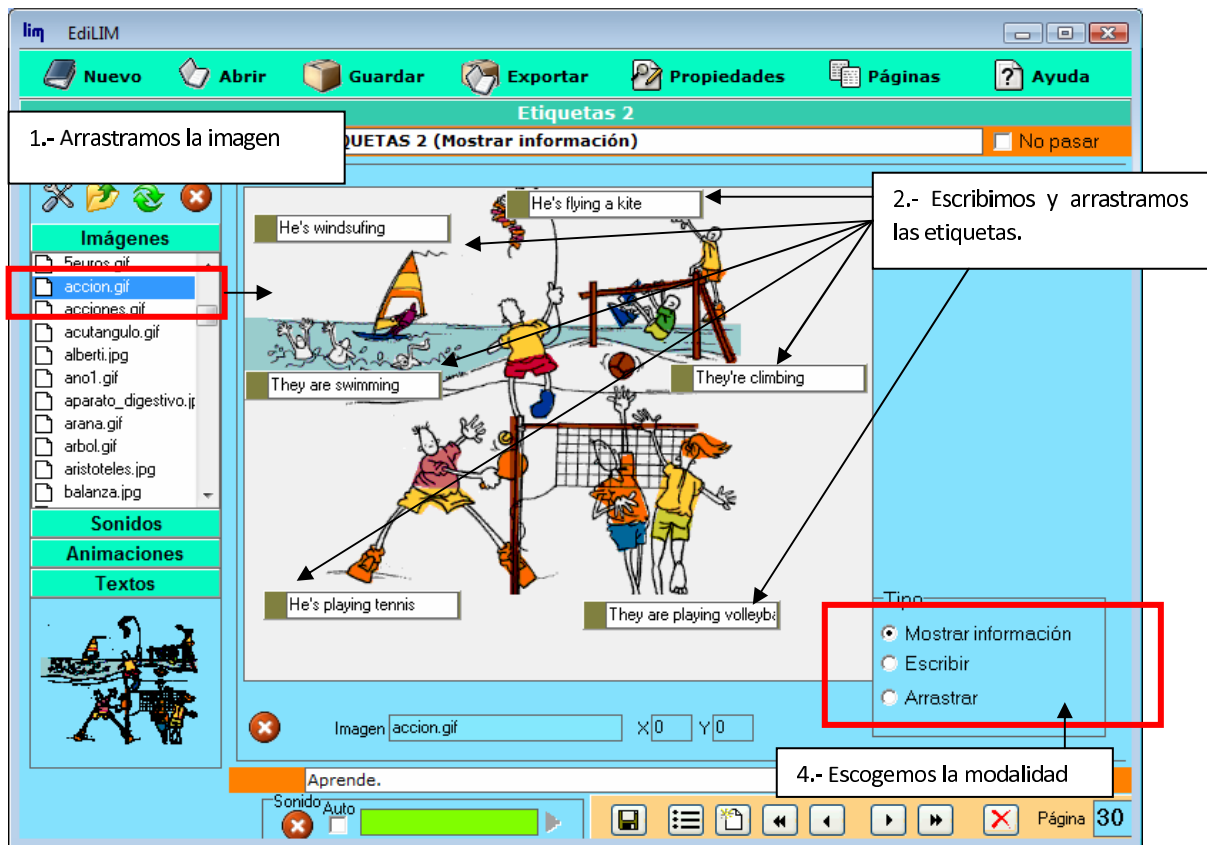 lim EdiLIM
Nuevo Abrir Guardar Exportar Propiedades Páginas Ayuda
Etiquetas 2
1.- Arrastramos la imagen
QUETAS 2 (Mostrar información)
No pasar
2.- Escribimos y arrastramos
las etiquetas.
He's flying a kite
He's windsufing
Imágenes
5euros.gif
accion.gif
acciones.gif
acutangulo.gif
alberti.jpg
ano1.gif
aparato_digestivo.j
arana.gif
arbol.gif
aristoteles.jpg
balanza.jpg
They are swimming
They're climbing
Sonidos
Animaciones
Textos
He's playing tennis
They are playing volleyba
Tipo
Mostrar información
Escribir
Arrastrar
Imagen accion.gif X 0 Y 0
4.- Escogemos la modalidad
Aprende.
Sonido Auto
Página 30